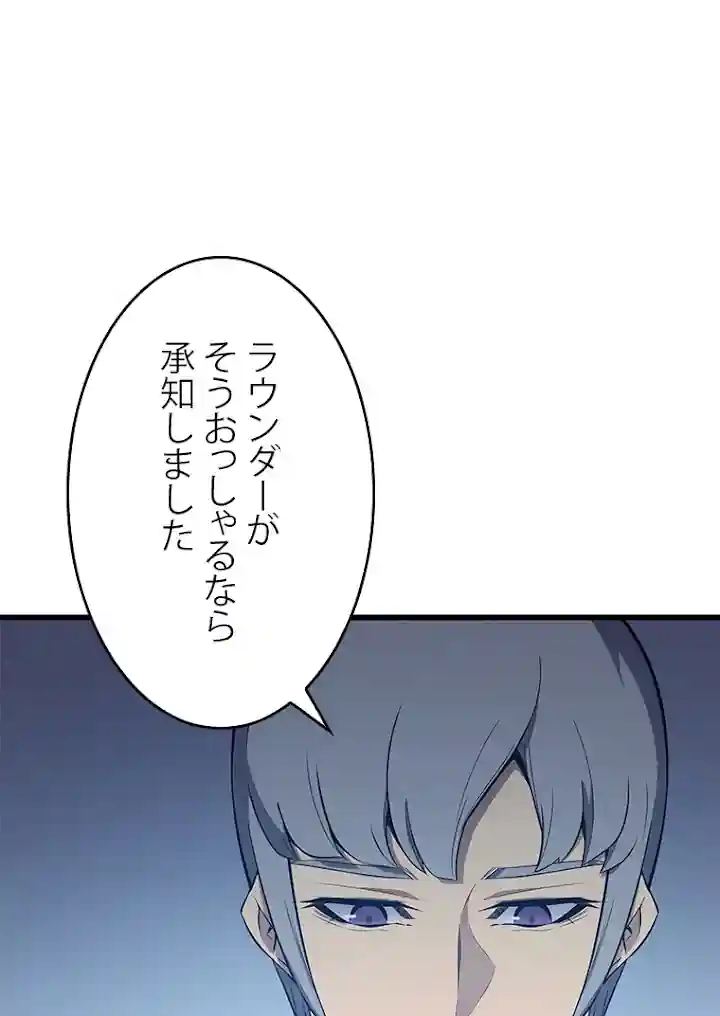 ラウンダーが
そうおっしゃるなら
承知しました